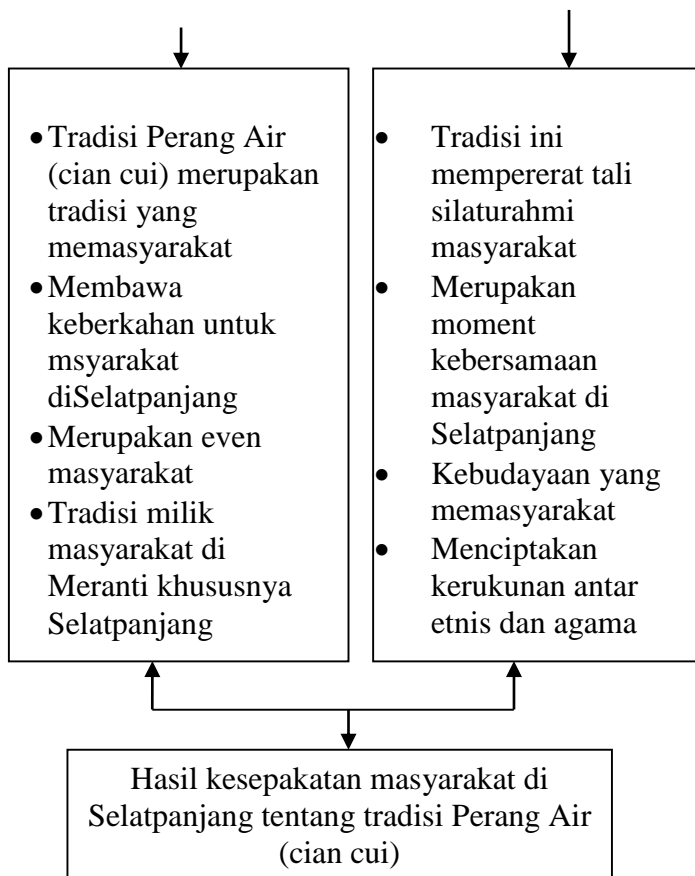 • Tradisi Perang Air
(cian cui) merupakan
tradisi yang
memasyarakat
• Membawa
keberkahan untuk
msyarakat
diSelatpanjang
• Merupakan even
masyarakat
• Tradisi milik
masyarakat di
Meranti khususnya
Selatpanjang
• Tradisi ini
mempererat tali
silaturahmi
masyarakat
• Merupakan
moment
kebersamaan
masyarakat di
Selatpanjang
• Kebudayaan yang
memasyarakat
• Menciptakan
kerukunan antar
etnis dan agama
Hasil kesepakatan masyarakat di
Selatpanjang tentang tradisi Perang Air
(cian cui)